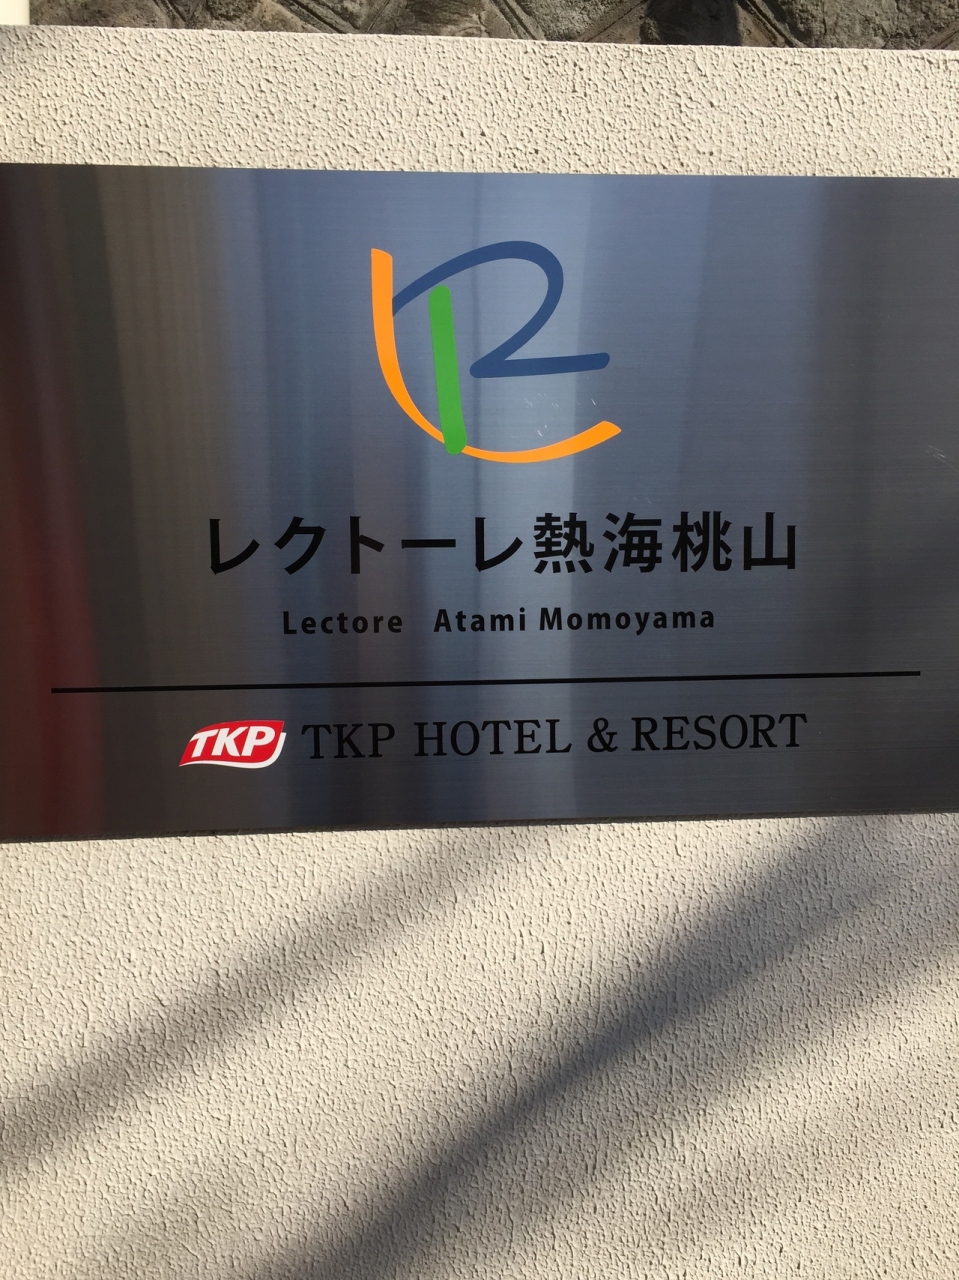 レクトーレ熱海桃山
Lectore Atami Momoyama
TKP TKP HOTEL & RESORT